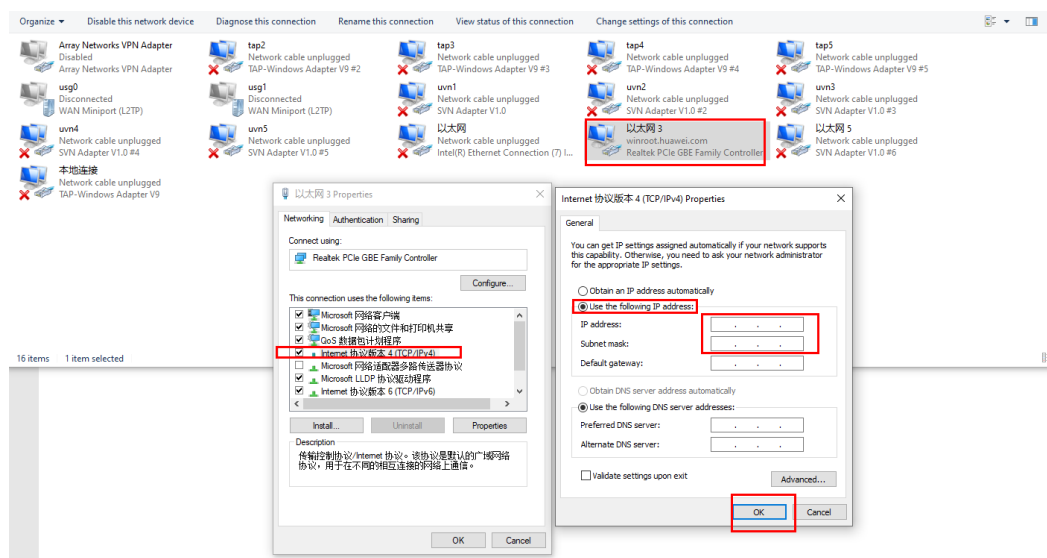 Organize Disable this network device Diagnose this connection Rename this connection View status of this connection Change settings of this connection
Array Networks VPN Adapter
Disabled
Array Networks VPN Adapter
tap2
Network cable unplugged
TAP-Windows Adapter V9 #2
tap3
Network cable unplugged
TAP-Windows Adapter V9 #3
tap4
Network cable unplugged
TAP-Windows Adapter V9 #4
tap5
Network cable unplugged
TAP-Windows Adapter V9 #5
usg0
Disconnected
WAN Miniport (L2TP)
usg1
Disconnected
WAN Miniport (L2TP)
uvn1
Network cable unplugged
SVN Adapter V1.0
uvn2
Network cable unplugged
SVN Adapter V1.0 #2
uvn3
Network cable unplugged
SVN Adapter V1.0 #3
uvn4
Network cable unplugged
SVN Adapter V1.0 #4
uvn5
Network cable unplugged
SVN Adapter V1.0 #5
以太网
Network cable unplugged
Intel(R) Ethernet Connection (7) I...
以太网 3
winroot.huawei.com
Realtek PCIe GBE Family Controller
以太网 5
Network cable unplugged
SVN Adapter V1.0 #6
本地连接
Network cable unplugged
TAP-Windows Adapter V9
16 items 1 item selected
以太网 3 Properties
Networking Authentication Sharing
Connect using:
Realtek PCIe GBE Family Controller
Configure...
This connection uses the following items:
Microsoft 网络客户端
Microsoft 网络的文件和打印机共享
QoS 数据包计划程序
Internet 协议版本 4 (TCP/IPv4)
Microsoft 网络适配器多路传送器协议
Microsoft LLDP 协议驱动程序
Internet 协议版本 6 (TCP/IPv6)
Install... Uninstall Properties
Description
传输控制协议/Internet 协议。该协议是默认的广域网络
协议，用于在不同的相互连接的网络上通信。
OK Cancel
Internet 协议版本 4 (TCP/IPv4) Properties
General
You can get IP settings assigned automatically if your network supports
this capability. Otherwise, you need to ask your network administrator
for the appropriate IP settings.
Obtain an IP address automatically
Use the following IP address:
IP address:
Subnet mask:
Default gateway:
Obtain DNS server address automatically
Use the following DNS server addresses:
Preferred DNS server:
Alternate DNS server:
Validate settings upon exit
Advanced...
OK Cancel